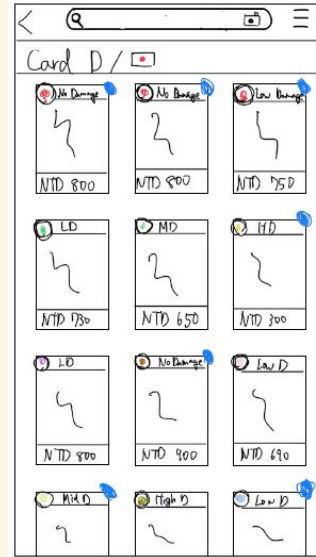 Card D /
No Damage No Damage Low Damage
NTD 800 NTD 800 NTD 750
LD MD HD
NTD 730 NTD 650 NTD 300
LD No Damage Low D
NTD 800 NTD 900 NTD 690
Mid D High D Low D